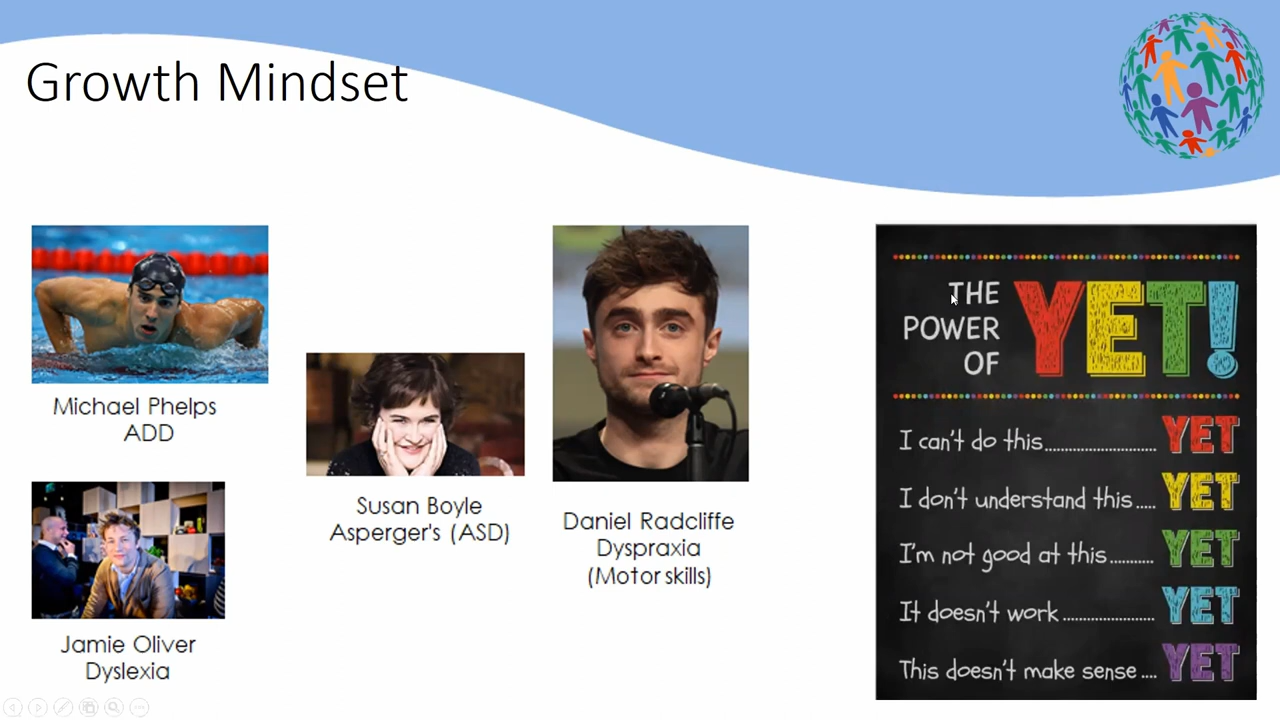 Growth Mindset
Michael Phelps
ADD
Jamie Oliver
Dyslexia
Susan Boyle
Asperger's (ASD)
Daniel Radcliffe
Dyspraxia
(Motor skills)
THE
POWER
OF
YET!
I can't do this.......................... YET
I don't understand this..... YET
I'm not good at this........... YET
It doesn't work ...................... YET
This doesn't make sense .... YET